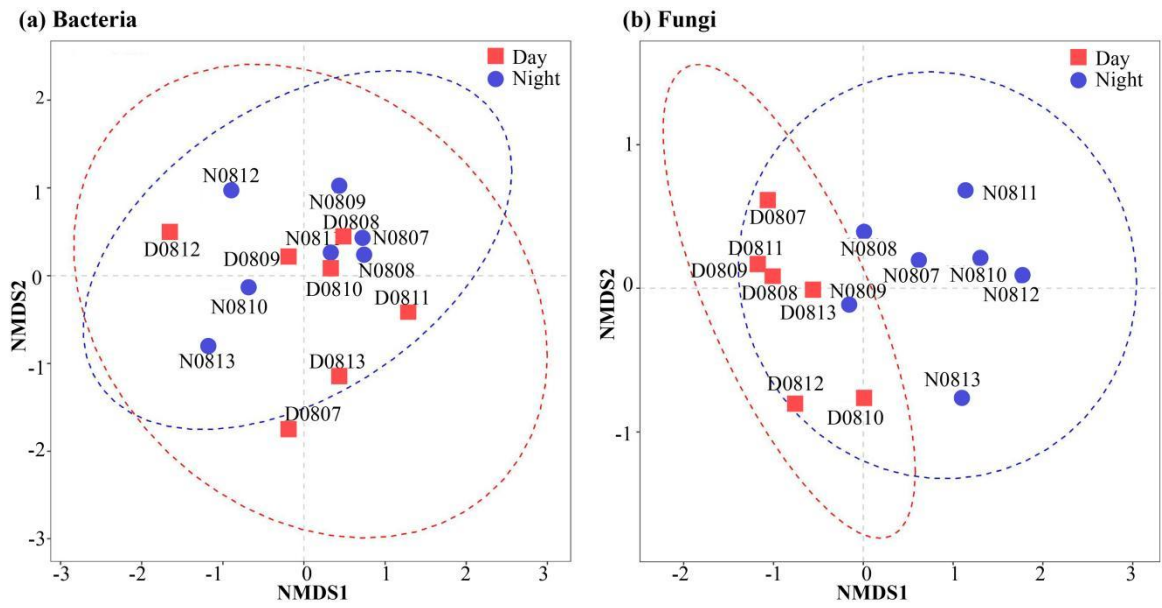 (a) Bacteria
(b) Fungi
Day
Night
2
1
0
-1
-2
-3
NMDS2
N0812
N0809
D0808
N0807
D0812
D0809
N0811
N0808
D0810
N0810
D0811
N0813
D0813
D0807
-3
-2
-1
0
1
2
3
NMDS1
Day
Night
1
0
-1
NMDS2
D0807
N0811
N0808
D0811
D0809
N0807
N0810
D0808
N0809
N0812
D0813
D0812
D0810
N0813
-2
-1
0
1
2
3
NMDS1